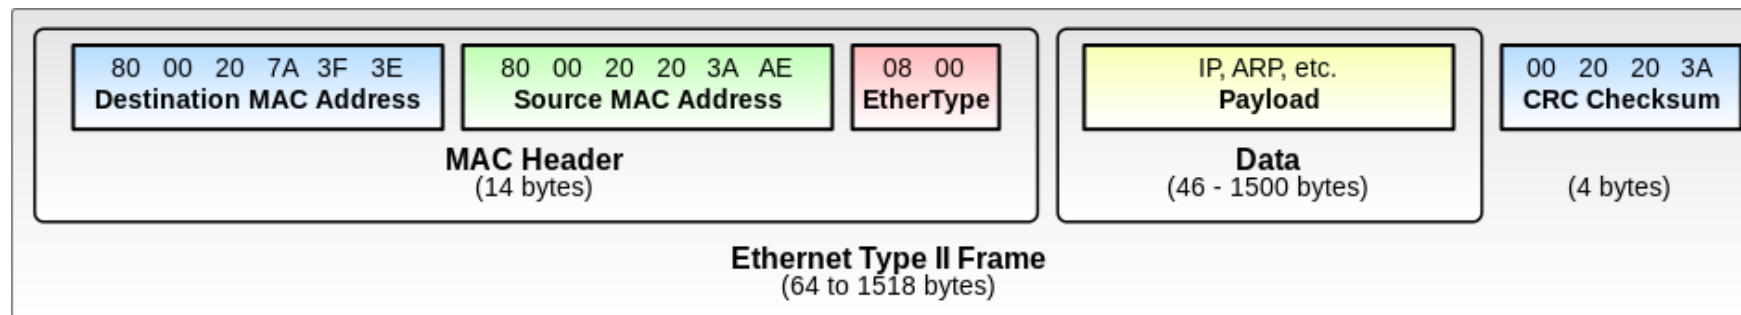 80 00 20 7A 3F 3E
Destination MAC Address
80 00 20 20 3A AE
Source MAC Address
08 00
EtherType
IP, ARP, etc.
Payload
00 20 20 3A
CRC Checksum
MAC Header
(14 bytes)
Data
(46 - 1500 bytes)
(4 bytes)
Ethernet Type II Frame
(64 to 1518 bytes)